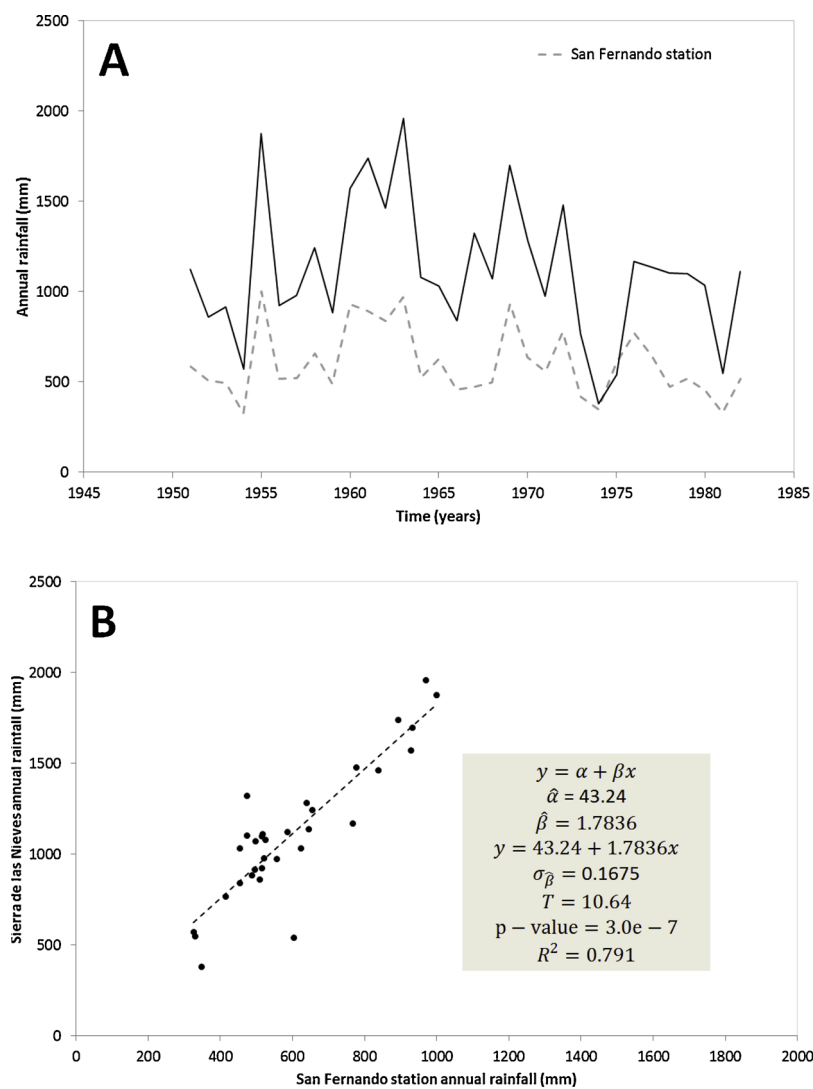 A
San Fernando station
Annual rainfall (mm)
2500
2000
1500
1000
500
0
1945 1950 1955 1960 1965 1970 1975 1980 1985
Time (years)
B
Sierra de las Nieves annual raintall (mm)
2500
2000
1500
1000
500
0
y = α + βx
α̂ = 43.24
β̂ = 1.7836
y = 43.24 + 1.7836x
σ_β̂ = 0.1675
T = 10.64
p − value = 3.0e − 7
R² = 0.791
0 200 400 600 800 1000 1200 1400 1600 1800 2000
San Fernando station annual rainfall (mm)